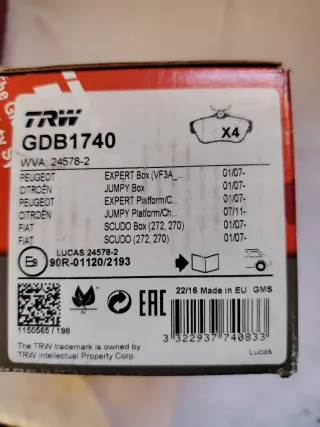 TRW
GDB1740
X4
WVA: 24578-2
PEUGEOT EXPERT Box (VF3A_... 01/07-
CITROËN JUMPY Box 01/07-
PEUGEOT EXPERT Platform/C... 01/07-
CITROËN JUMPY Platform/Ch... 07/11-
FIAT SCUDO Box (272, 270) 01/07-
FIAT SCUDO (272, 270) 01/07-
LUCAS 24578-2
E9 90R-01120/2193
EAC
22/16 Made in EU GMS
1150565 / 198
3 322937 740833
The TRW trademark is owned by
TRW Intellectual Property Corp.
Lucas